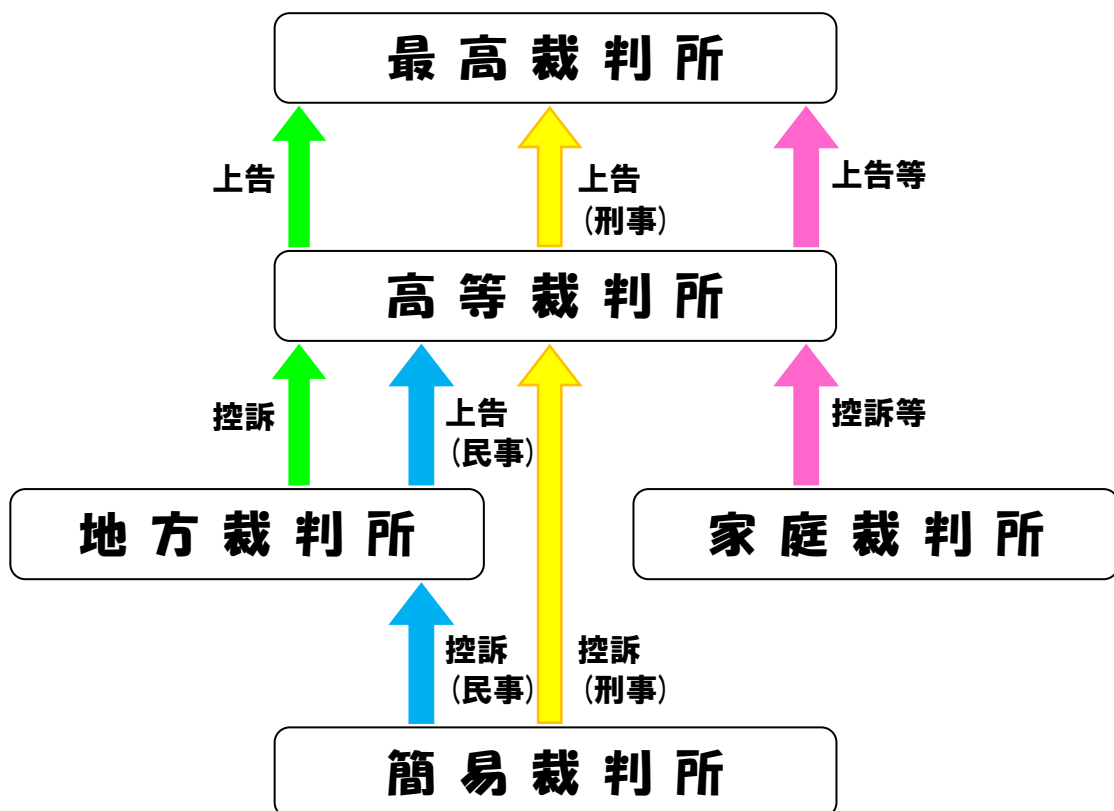 最高裁判所
上告
上告
(刑事)
上告等
高等裁判所
控訴
上告
(民事)
控訴等
地方裁判所
家庭裁判所
控訴
(民事)
控訴
(刑事)
簡易裁判所